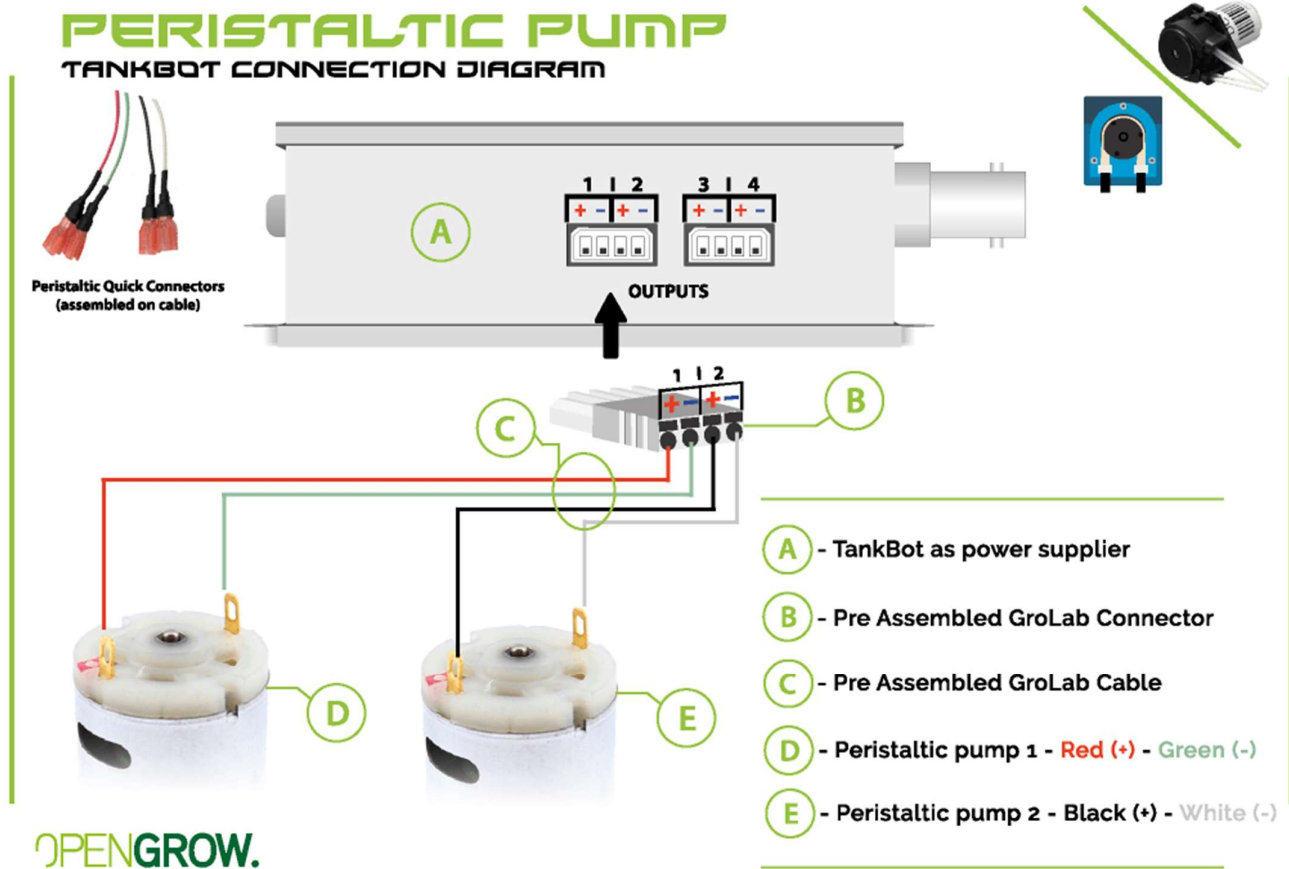 PERISTALTIC PUMP
TANKBOT CONNECTION DIAGRAM
Peristaltic Quick Connectors
(assembled on cable)
A
1 | 2
+ - + -
3 | 4
+ - + -
OUTPUTS
1 | 2
+ - + -
B
C
D
E
A - TankBot as power supplier
B - Pre Assembled GroLab Connector
C - Pre Assembled GroLab Cable
D - Peristaltic pump 1 - Red (+) - Green (-)
E - Peristaltic pump 2 - Black (+) - White (-)
OPENGROW.